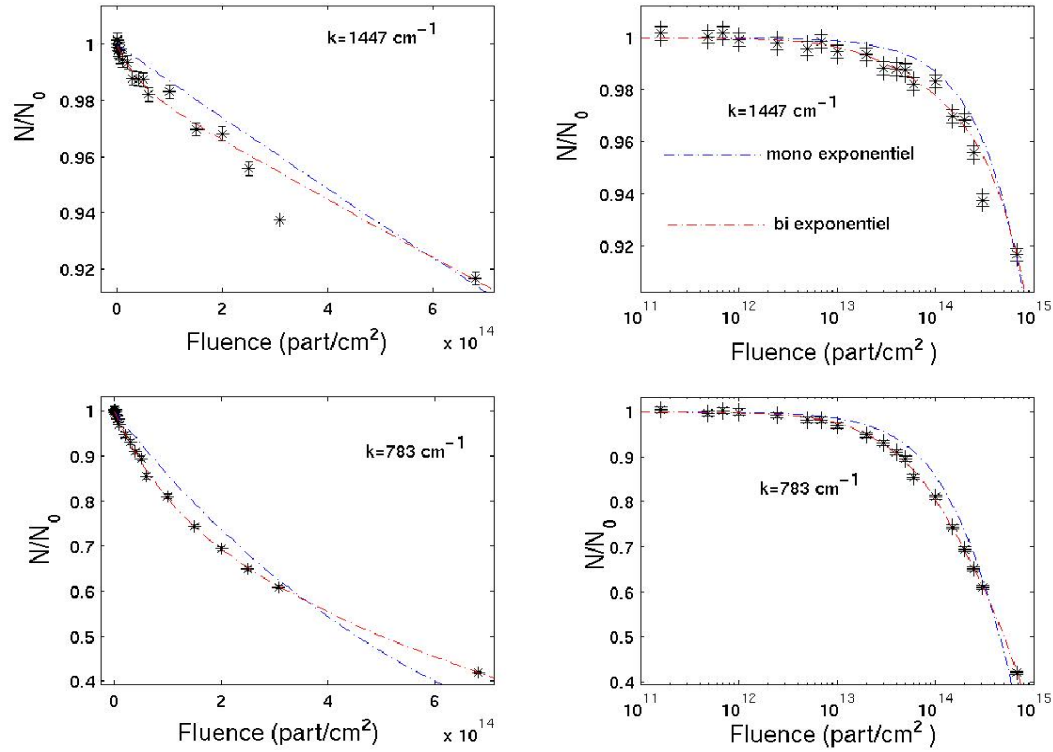 k=1447 cm⁻¹
N/N₀
1
0.98
0.96
0.94
0.92
0
2
4
6
Fluence (part/cm²)
x 10¹⁴
k=1447 cm⁻¹
mono exponentiel
bi exponentiel
N/N₀
1
0.98
0.96
0.94
0.92
10¹¹
10¹²
10¹³
10¹⁴
10¹⁵
Fluence (part/cm² )
k=783 cm⁻¹
N/N₀
1
0.9
0.8
0.7
0.6
0.5
0.4
0
2
4
6
Fluence (part/cm²)
x 10¹⁴
k=783 cm⁻¹
N/N₀
1
0.9
0.8
0.7
0.6
0.5
0.4
10¹¹
10¹²
10¹³
10¹⁴
10¹⁵
Fluence (part/cm² )